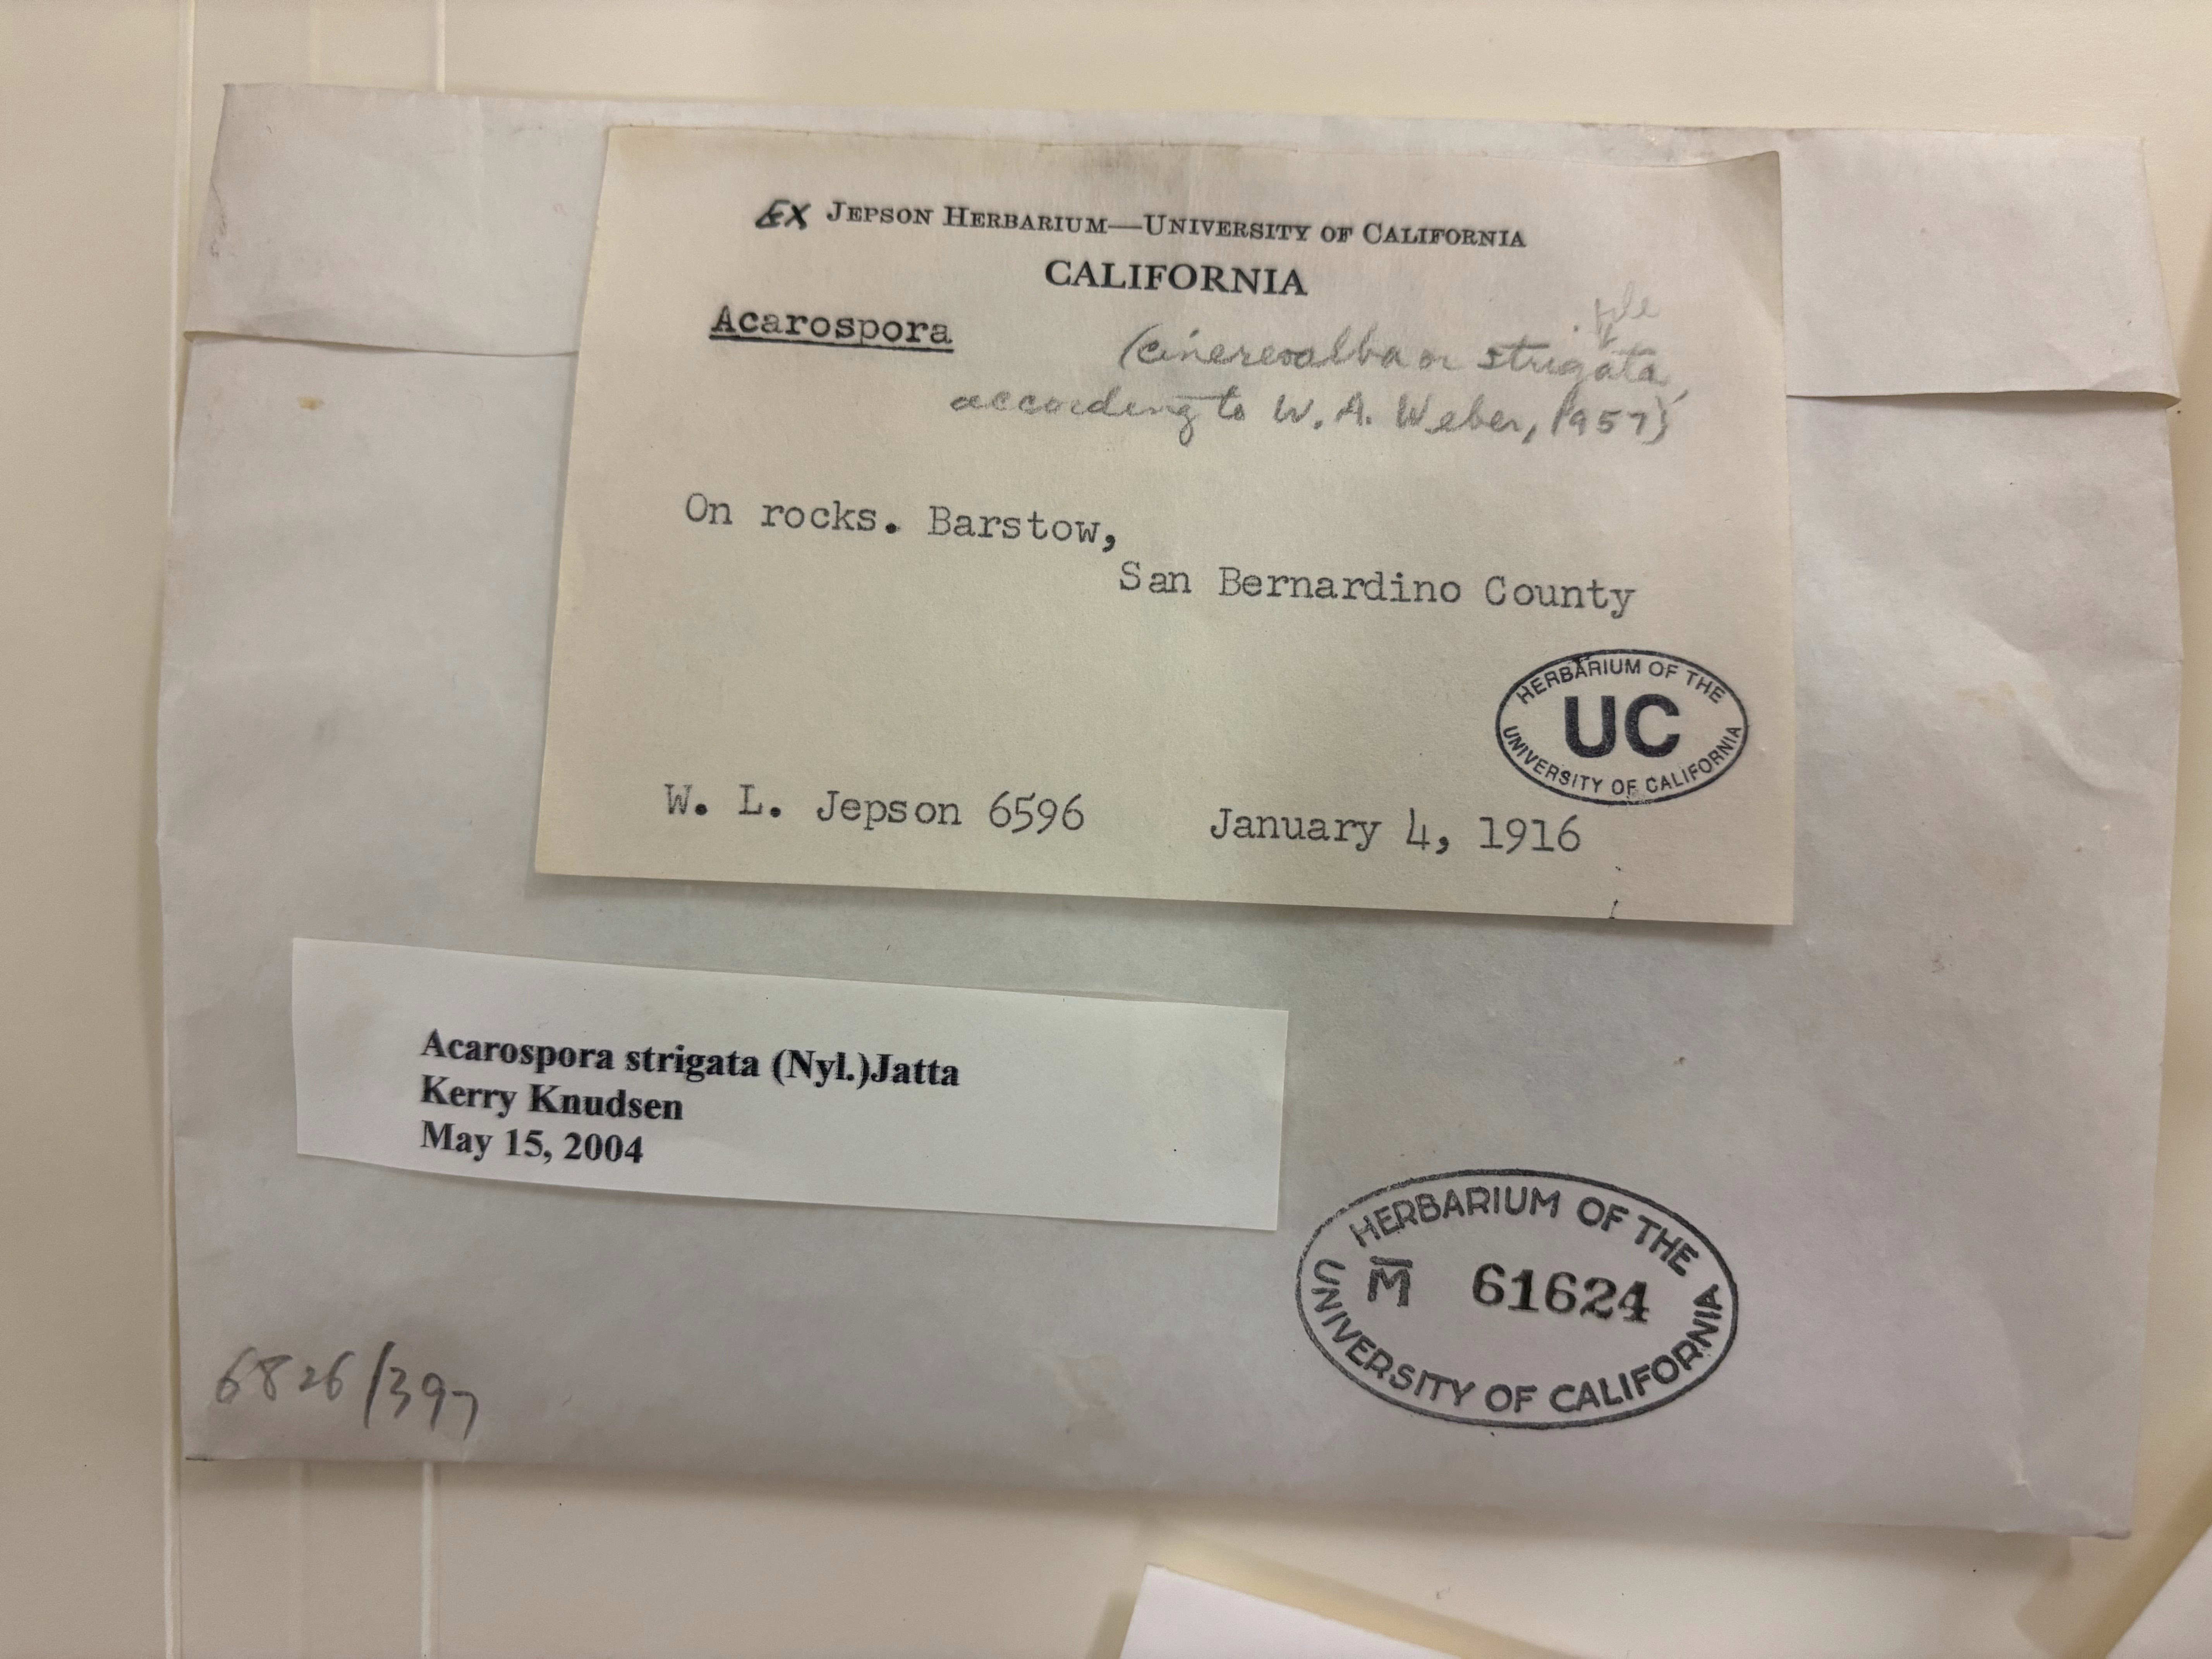 EX JEPSON HERBARIUM—UNIVERSITY OF CALIFORNIA
CALIFORNIA
file
Acarospora (cinereoalba or strigata,
according to W. A. Weber, 1957)
On rocks. Barstow,
San Bernardino County
HERBARIUM OF THE
UC
UNIVERSITY OF CALIFORNIA
W. L. Jepson 6596 January 4, 1916
Acarospora strigata (Nyl.)Jatta
Kerry Knudsen
May 15, 2004
HERBARIUM OF THE
M 61624
UNIVERSITY OF CALIFORNIA
6826/397